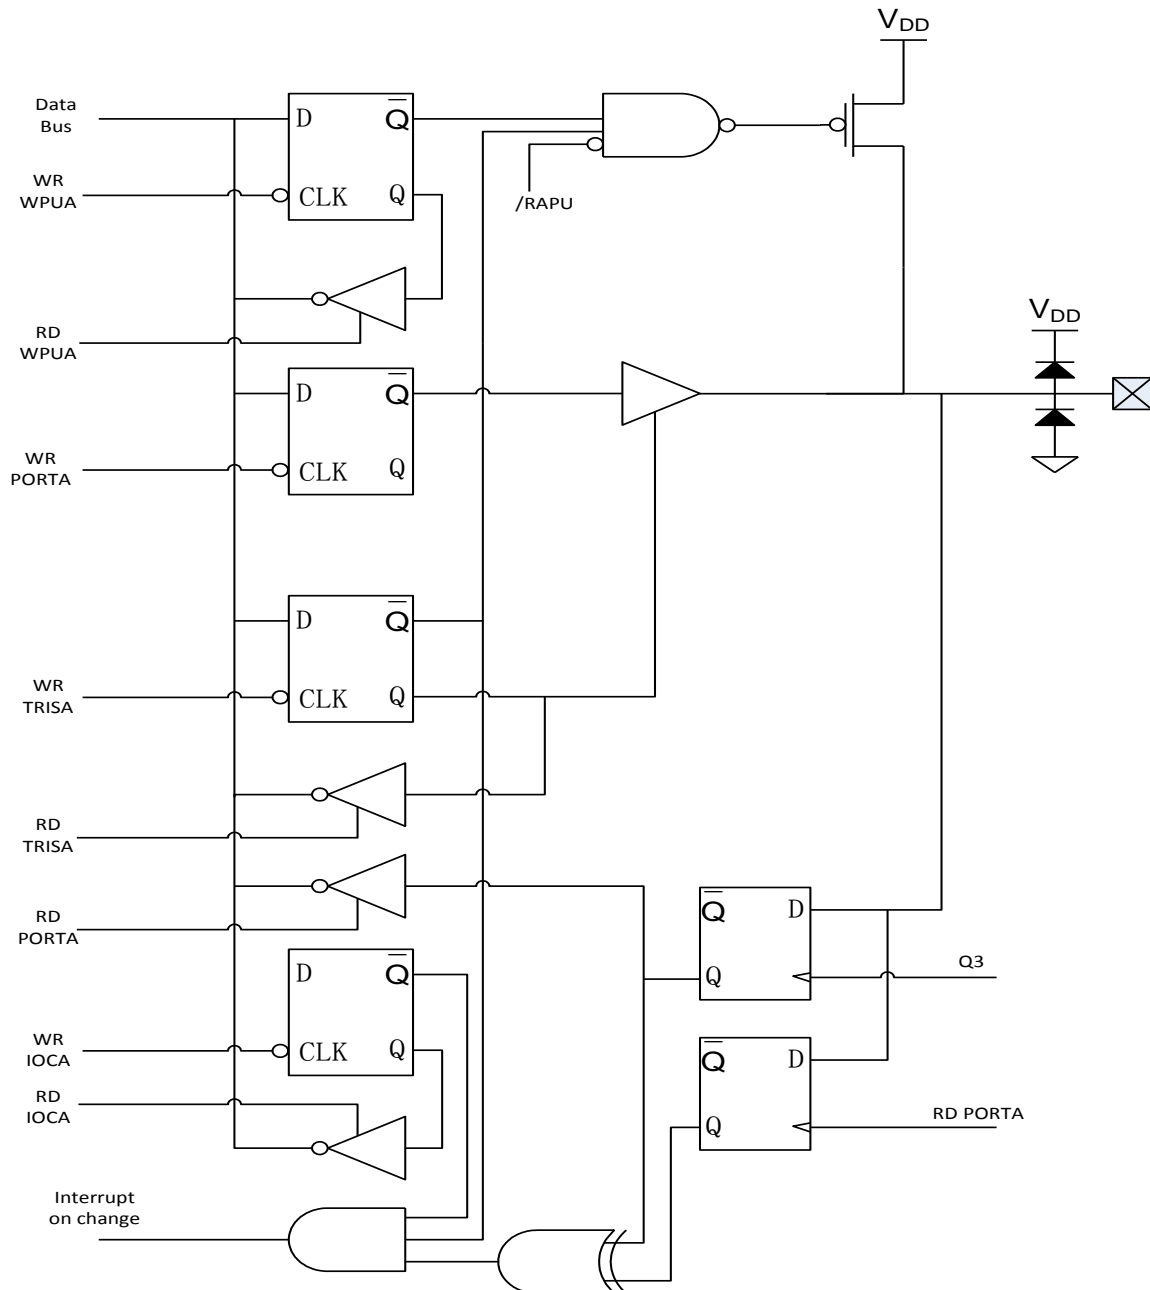 VDD
Data
Bus
D
Q
WR
WPUA
CLK
Q
/RAPU
RD
WPUA
VDD
D
Q
WR
PORTA
CLK
Q
D
Q
WR
TRISA
CLK
Q
RD
TRISA
RD
PORTA
Q
D
Q
Q3
D
Q
WR
IOCA
CLK
Q
Q
D
RD
IOCA
Q
RD PORTA
Interrupt
on change